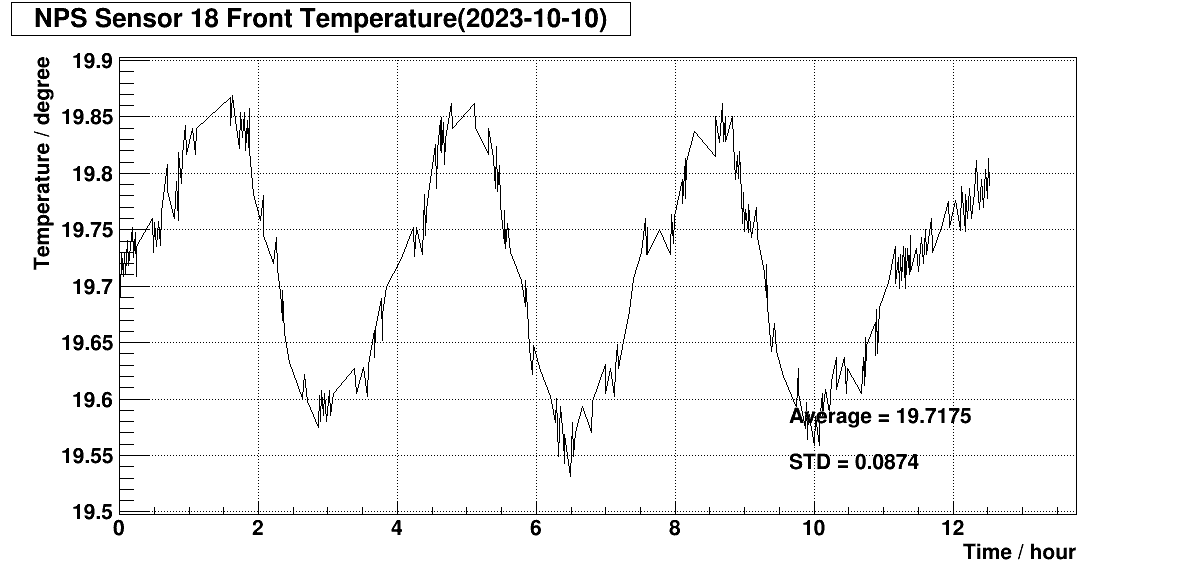 NPS Sensor 18 Front Temperature(2023-10-10)
Temperature / degree
19.9
19.85
19.8
19.75
19.7
19.65
19.6
19.55
19.5
Average = 19.7175
STD = 0.0874
0 2 4 6 8 10 12
Time / hour